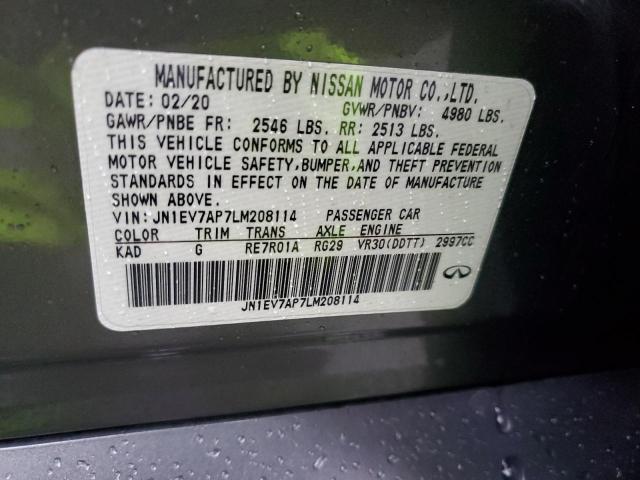 MANUFACTURED BY NISSAN MOTOR CO.,LTD.
DATE: 02/20 GVWR/PNBV: 4980 LBS.
GAWR/PNBE FR: 2546 LBS. RR: 2513 LBS.
THIS VEHICLE CONFORMS TO ALL APPLICABLE FEDERAL
MOTOR VEHICLE SAFETY, BUMPER, AND THEFT PREVENTION
STANDARDS IN EFFECT ON THE DATE OF MANUFACTURE
SHOWN ABOVE.
VIN: JN1EV7AP7LM208114 PASSENGER CAR
COLOR TRIM TRANS AXLE ENGINE
KAD G RE7R01A RG29 VR30(DDTT) 2997CC
JN1EV7AP7LM208114